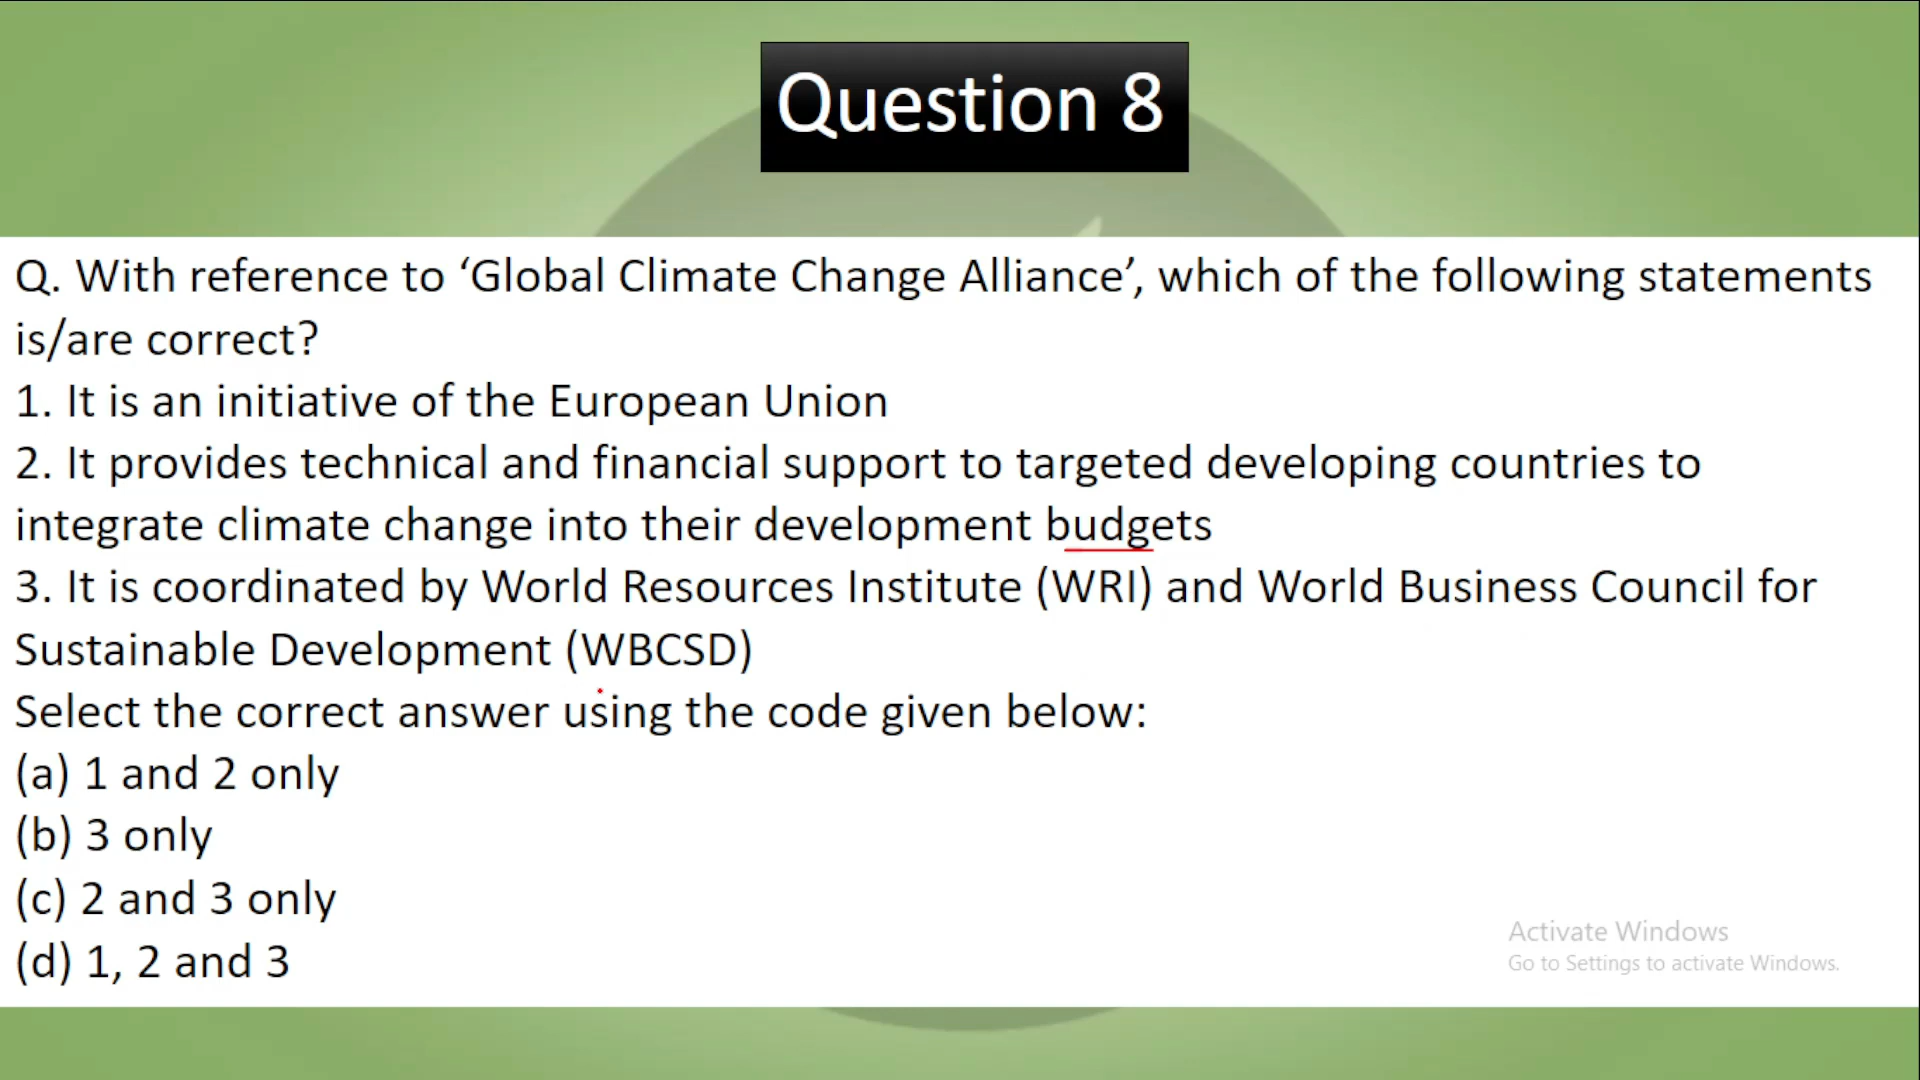 Question 8
Q. With reference to ‘Global Climate Change Alliance’, which of the following statements
is/are correct?
1. It is an initiative of the European Union
2. It provides technical and financial support to targeted developing countries to
integrate climate change into their development budgets
3. It is coordinated by World Resources Institute (WRI) and World Business Council for
Sustainable Development (WBCSD)
Select the correct answer using the code given below:
(a) 1 and 2 only
(b) 3 only
(c) 2 and 3 only
(d) 1, 2 and 3
Activate Windows
Go to Settings to activate Windows.